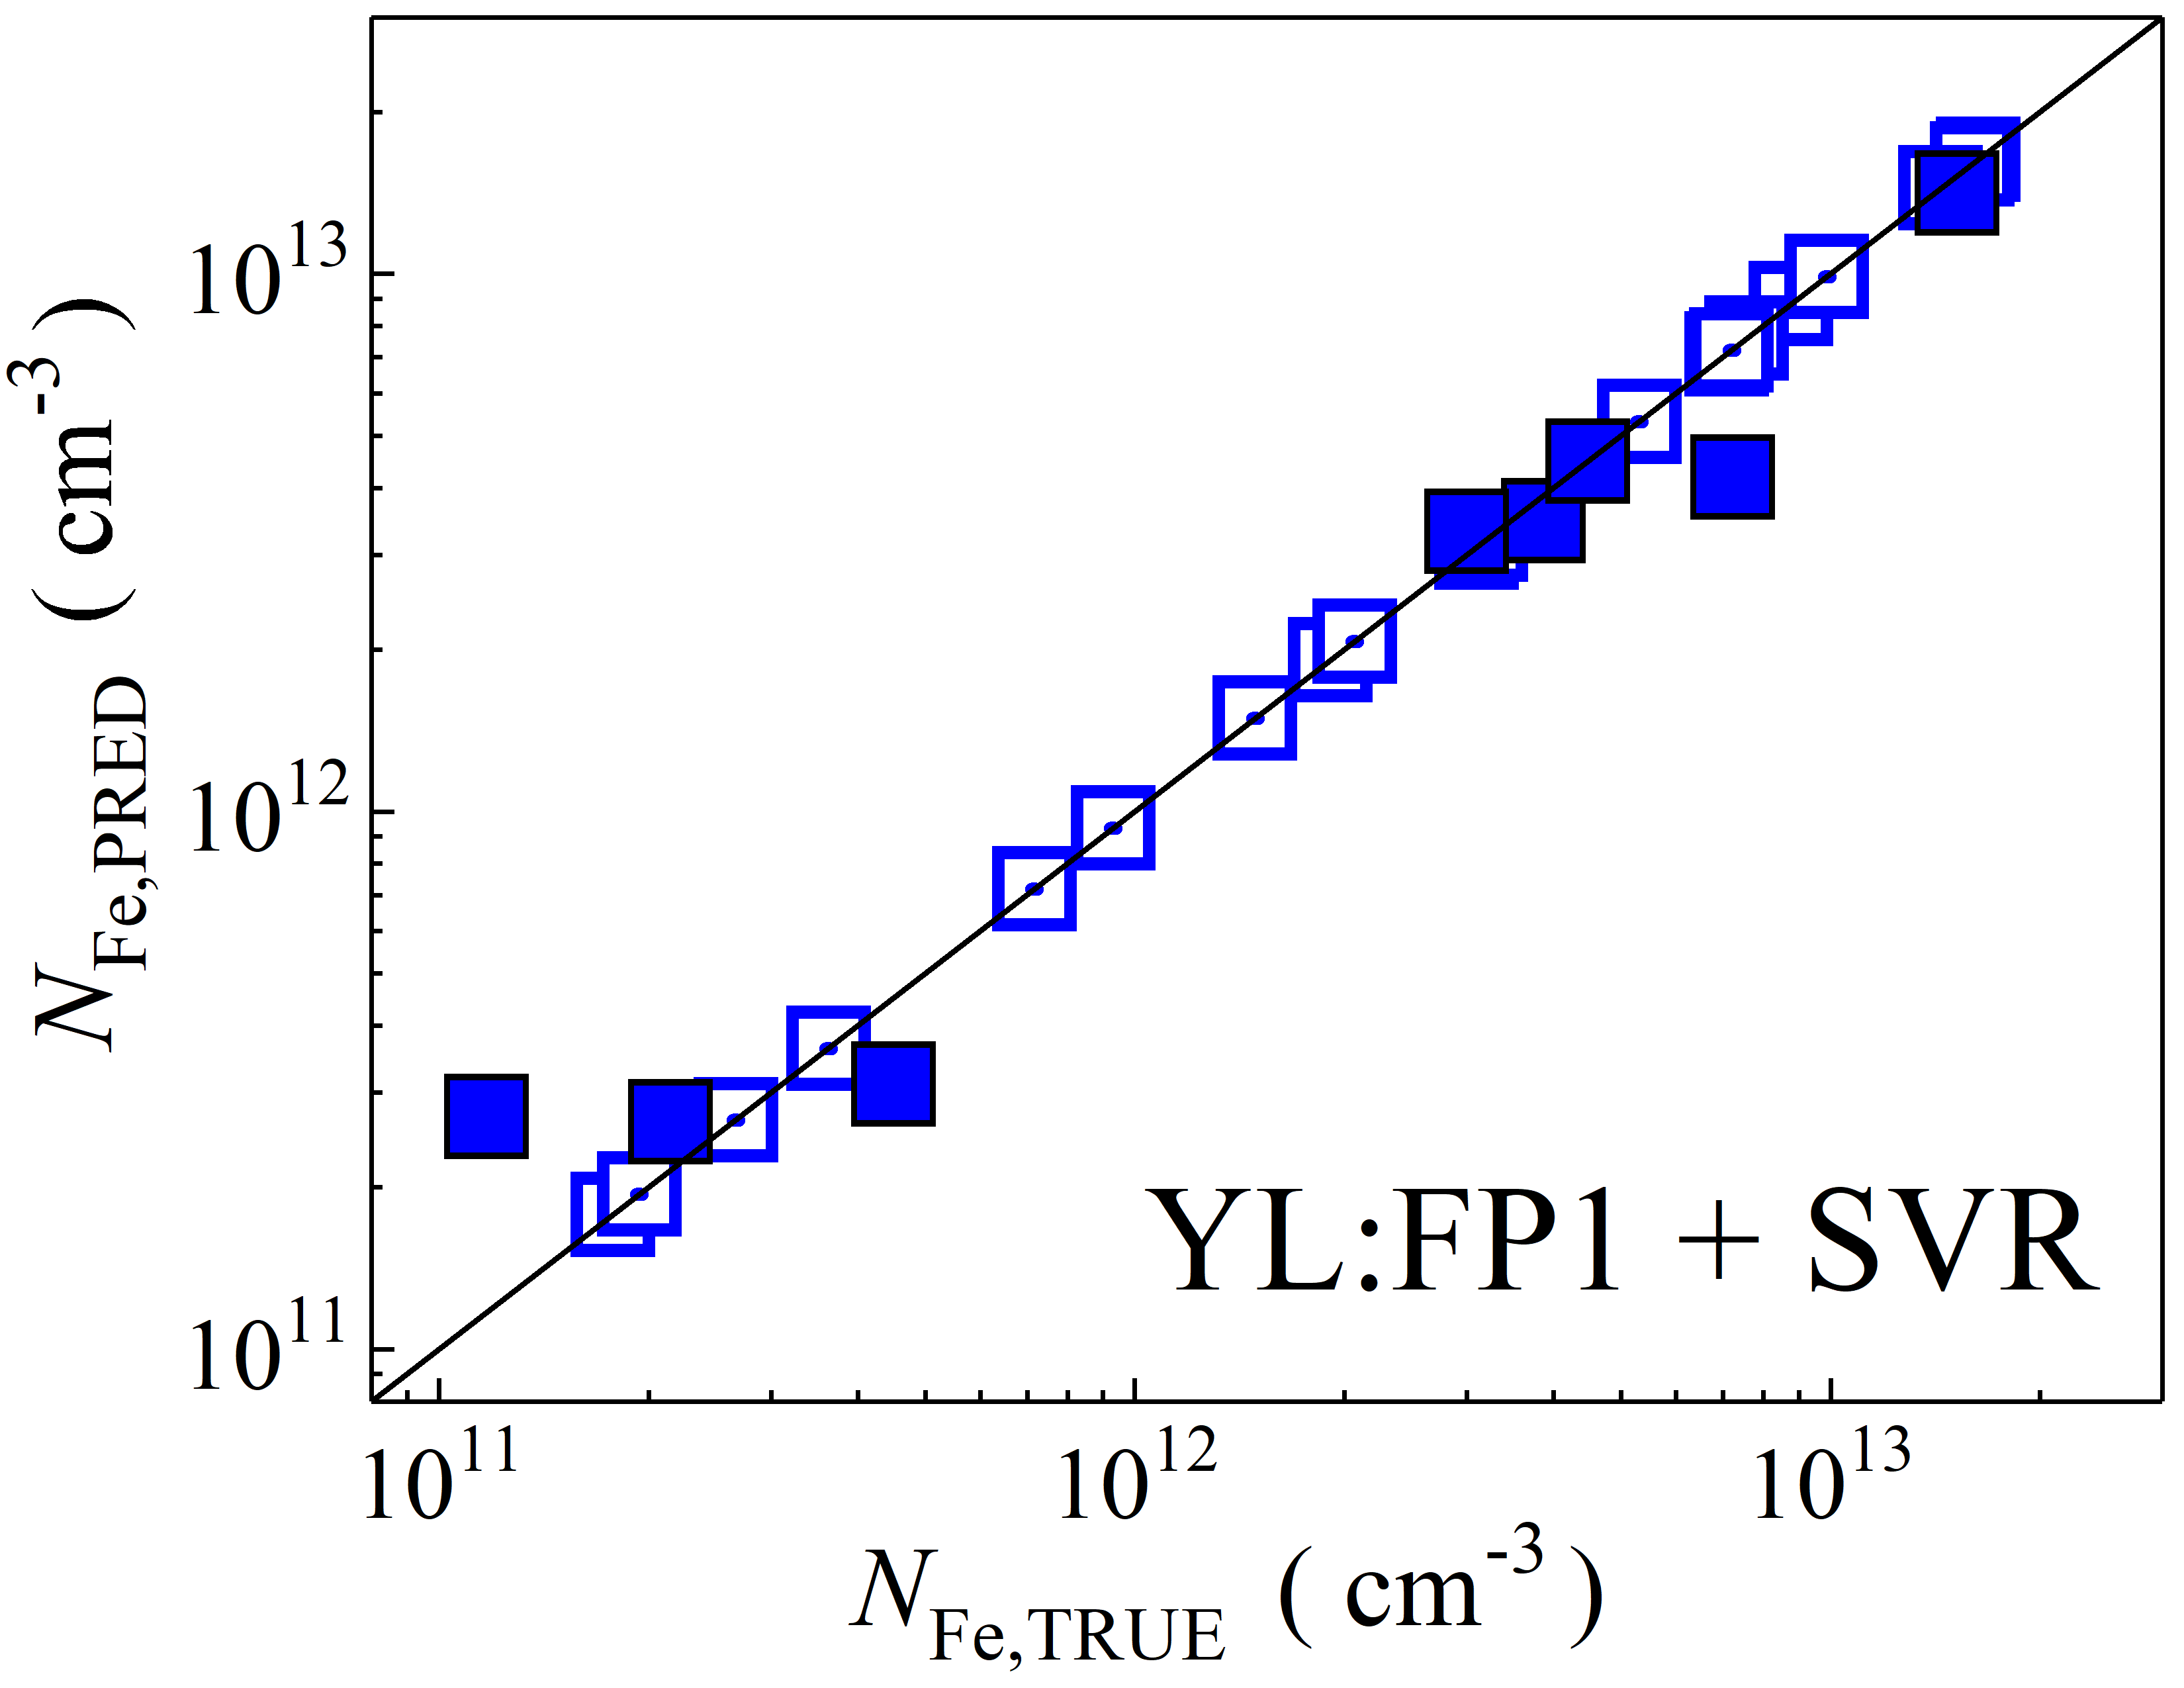 N_Fe,PRED ( cm^-3 )
10^13
10^12
10^11
YL:FP1 + SVR
10^11 10^12 10^13
N_Fe,TRUE ( cm^-3 )